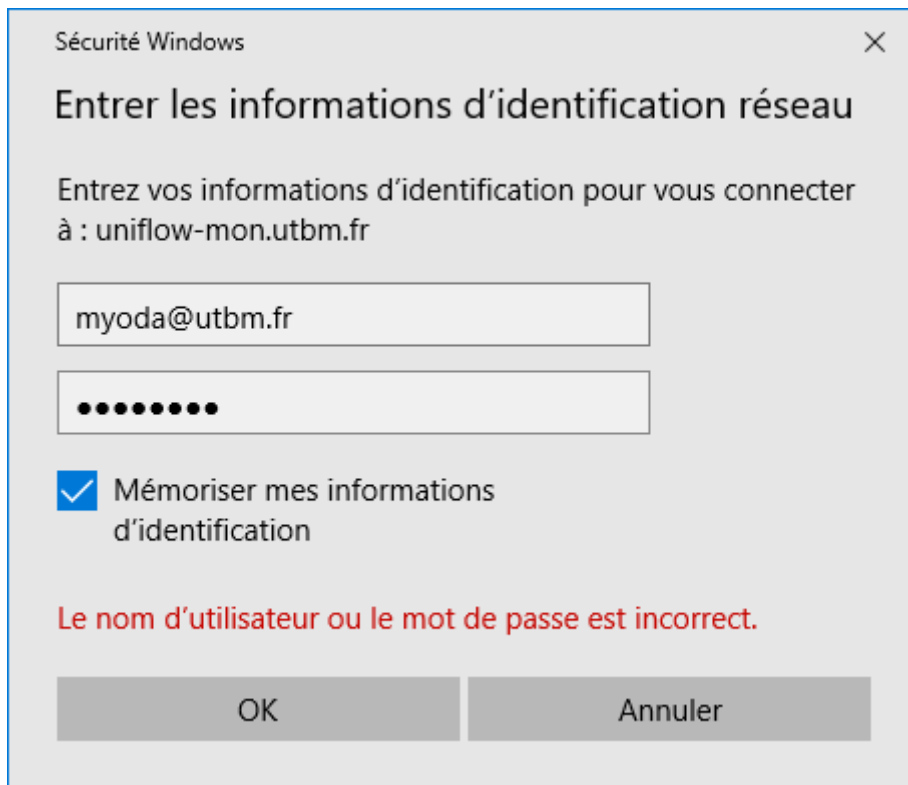 Sécurité Windows
Entrer les informations d’identification réseau
Entrez vos informations d’identification pour vous connecter
à : uniflow-mon.utbm.fr
myoda@utbm.fr
●●●●●●●●
Mémoriser mes informations
d’identification
Le nom d’utilisateur ou le mot de passe est incorrect.
OK
Annuler